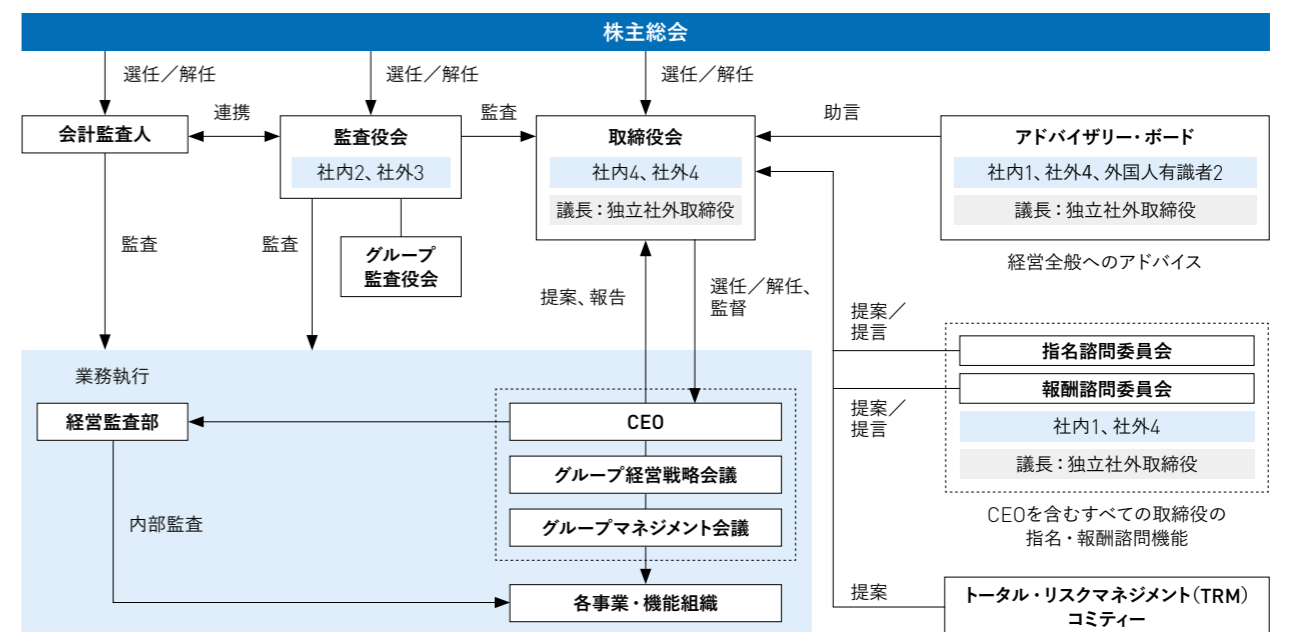 株主総会
選任／解任
選任／解任
選任／解任
会計監査人
連携
監査役会
社内2、社外3
監査
取締役会
社内4、社外4
議長：独立社外取締役
助言
アドバイザリー・ボード
社内1、社外4、外国人有識者2
議長：独立社外取締役
経営全般へのアドバイス
監査
監査
グループ
監査役会
提案、報告
選任／解任、
監督
提案／
提言
指名諮問委員会
報酬諮問委員会
提案／
提言
社内1、社外4
議長：独立社外取締役
CEOを含むすべての取締役の
指名・報酬諮問機能
業務執行
経営監査部
CEO
グループ経営戦略会議
グループマネジメント会議
内部監査
各事業・機能組織
提案
トータル・リスクマネジメント（TRM）
コミティー